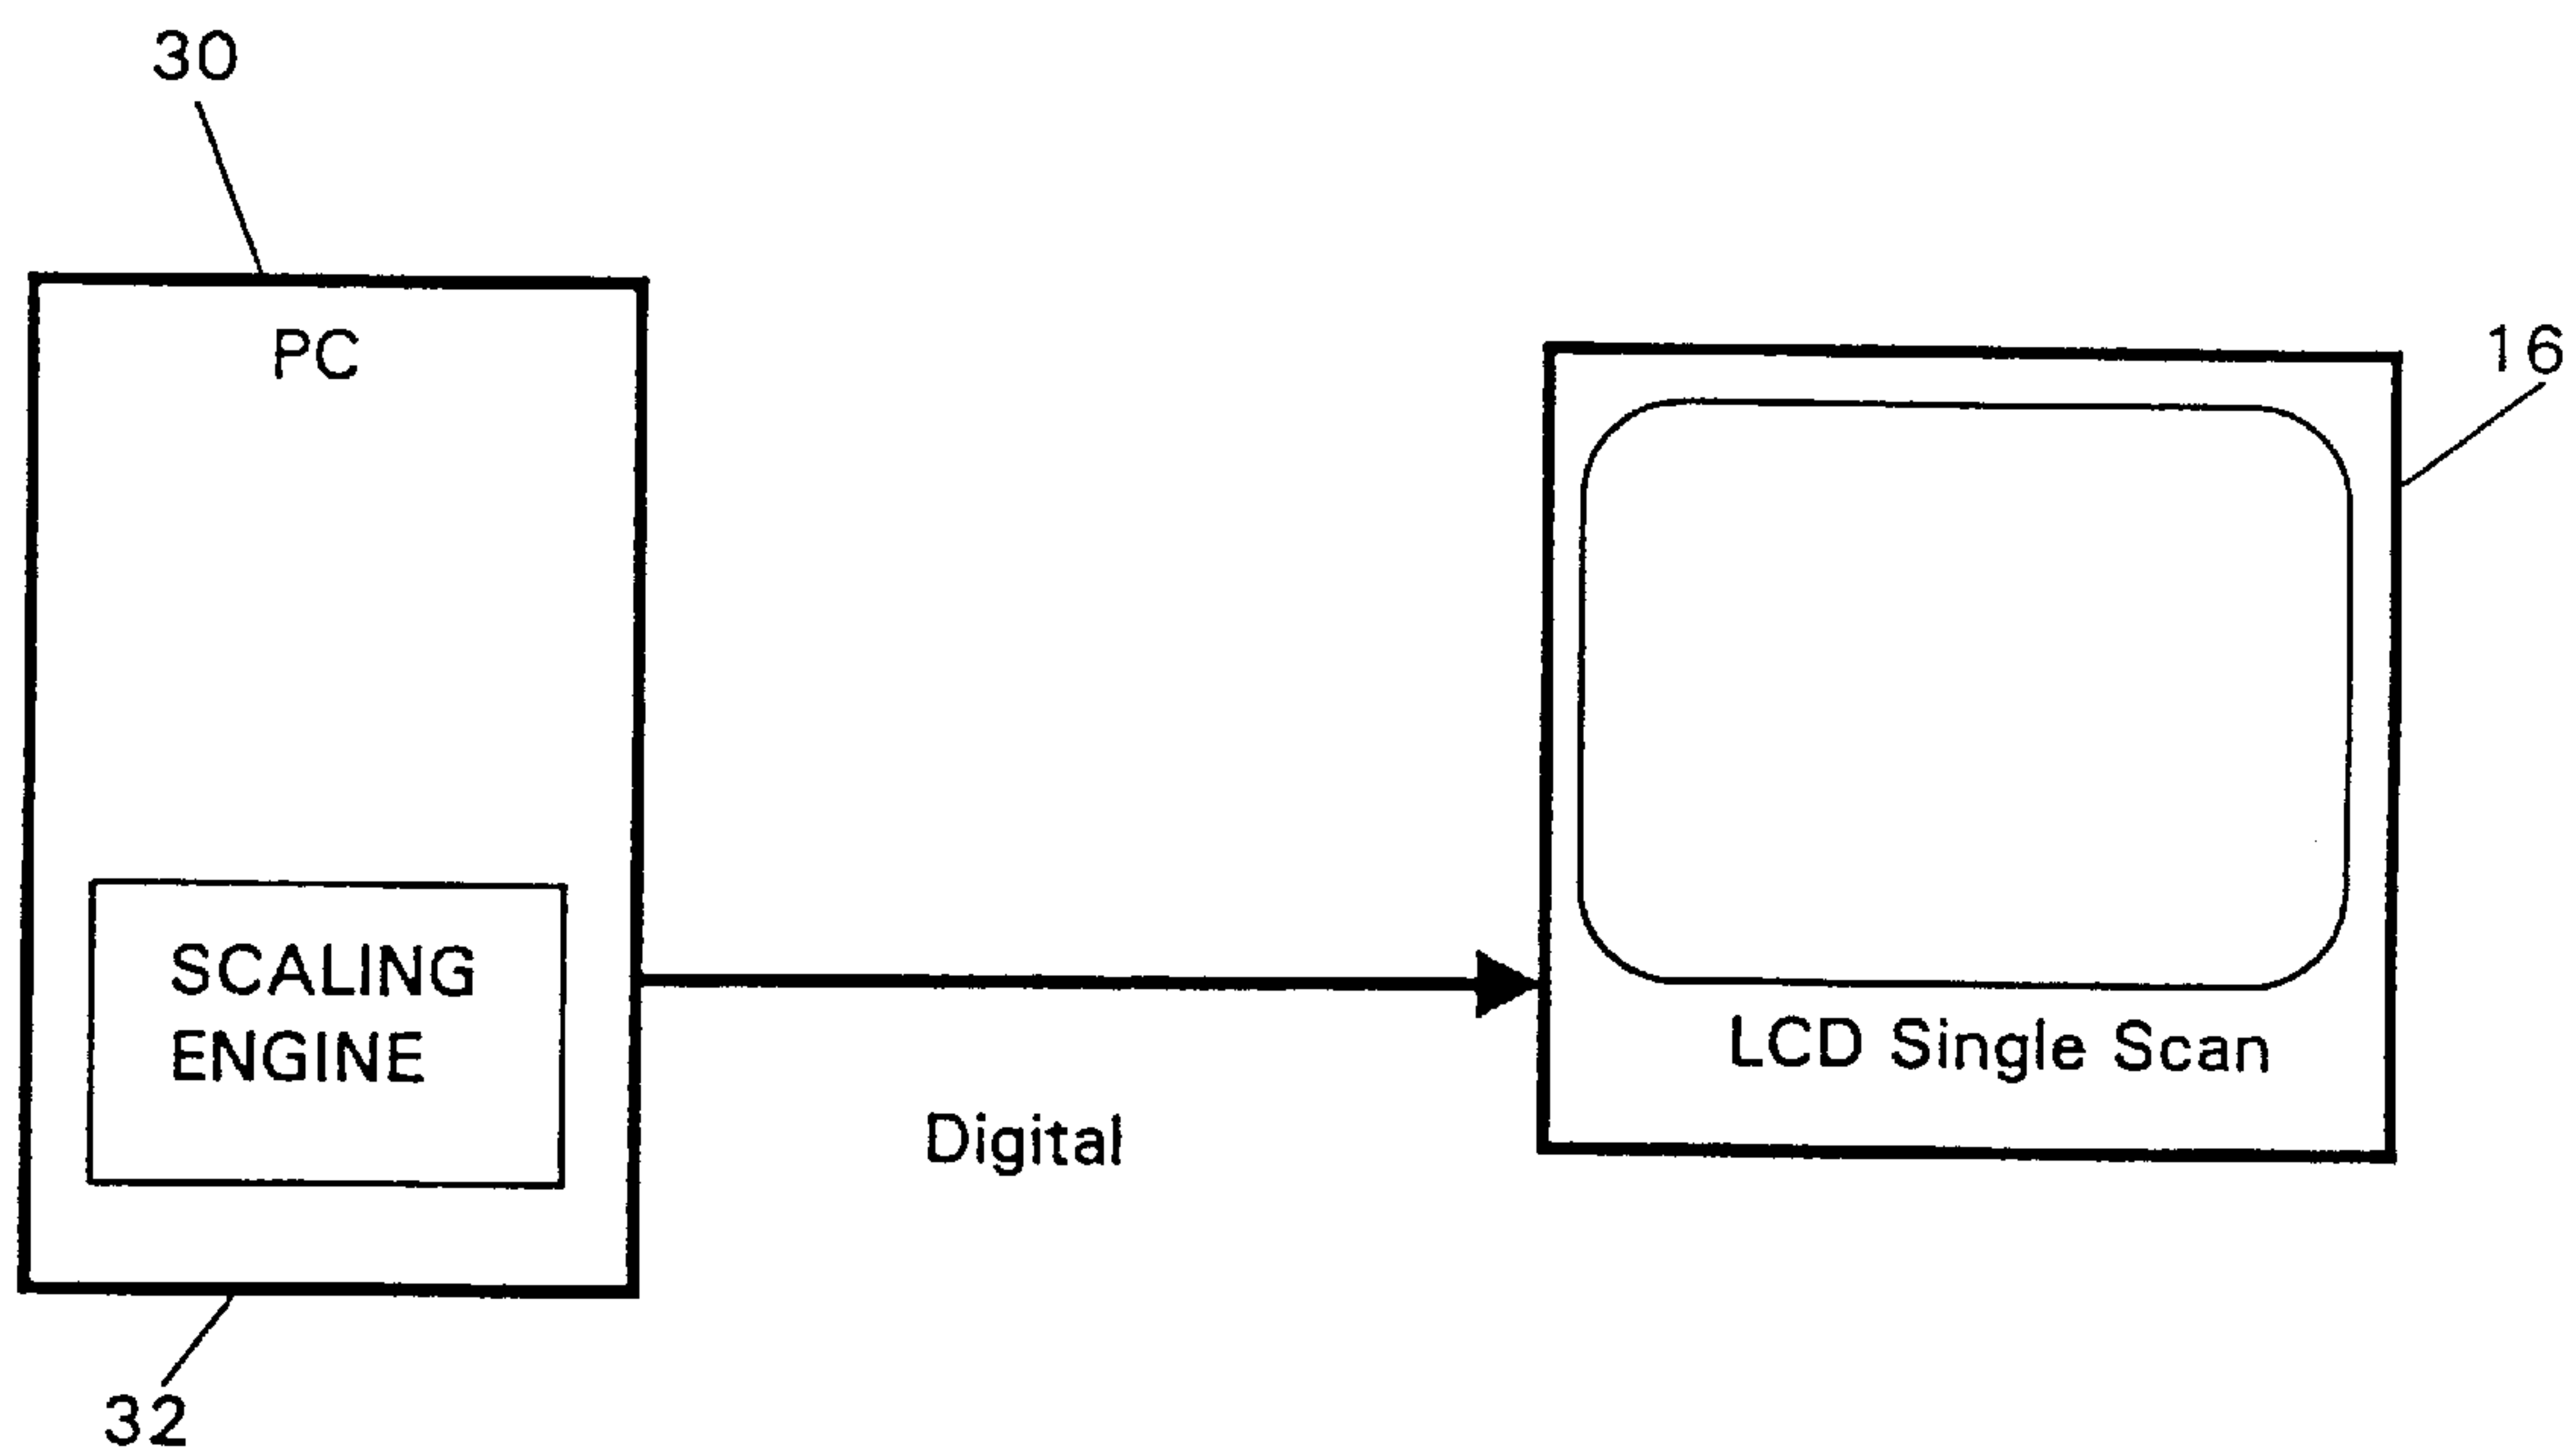 30
PC
16
SCALING
ENGINE
LCD Single Scan
Digital
32